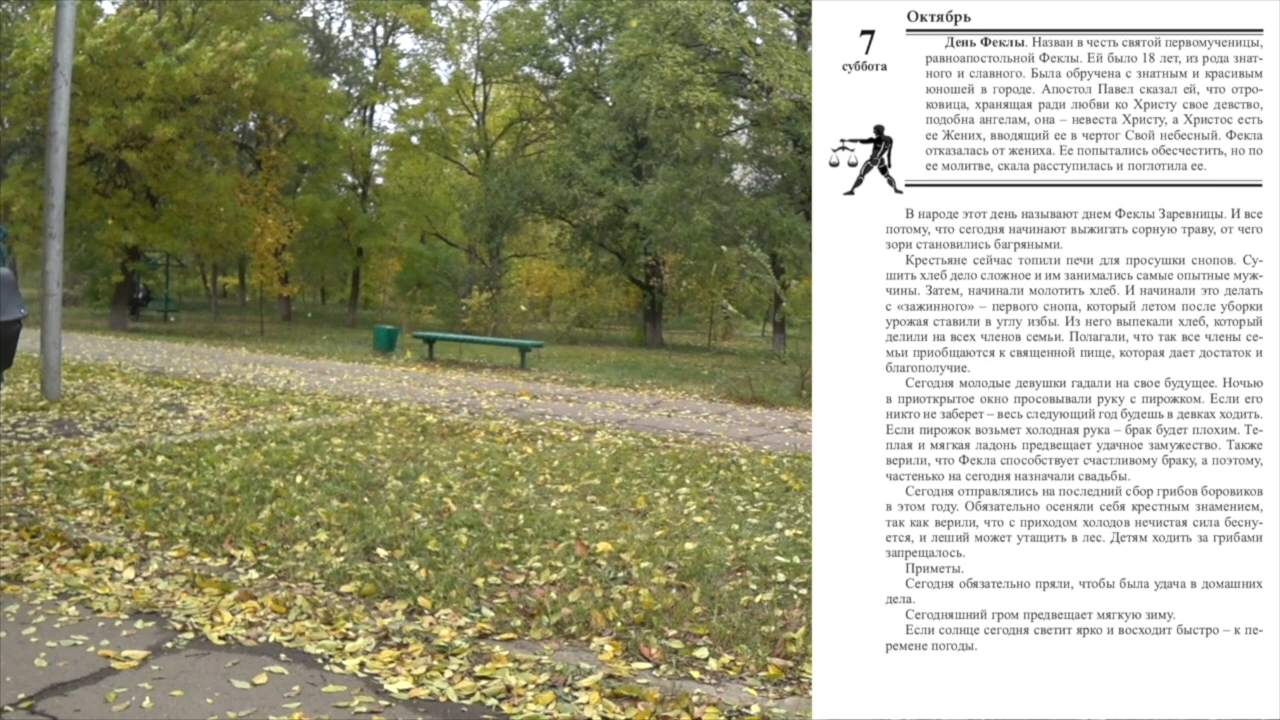 Октябрь
7
суббота
День Феклы. Назван в честь святой первомученицы,
равноапостольной Феклы. Ей было 18 лет, из рода знат-
ного и славного. Была обручена с знатным и красивым
юношей в городе. Апостол Павел сказал ей, что отро-
ковица, хранящая ради любви ко Христу свое девство,
подобна ангелам, она – невеста Христу, а Христос есть
ее Жених, вводящий ее в чертог Свой небесный. Фекла
отказалась от жениха. Ее попытались обесчестить, но по
ее молитве, скала расступилась и поглотила ее.
В народе этот день называют днем Феклы Заревницы. И все
потому, что сегодня начинают выжигать сорную траву, от чего
зори становились багряными.
Крестьяне сейчас топили печи для просушки снопов. Су-
шить хлеб дело сложное и им занимались самые опытные муж-
чины. Затем, начинали молотить хлеб. И начинали это делать
с «зажинного» – первого снопа, который летом после уборки
урожая ставили в углу избы. Из него выпекали хлеб, который
делили на всех членов семьи. Полагали, что так все члены се-
мьи приобщаются к священной пище, которая дает достаток и
благополучие.
Сегодня молодые девушки гадали на свое будущее. Ночью
в приоткрытое окно просовывали руку с пирожком. Если его
никто не заберет – весь следующий год будешь в девках ходить.
Если пирожок возьмет холодная рука – брак будет плохим. Те-
плая и мягкая ладонь предвещает удачное замужество. Также
верили, что Фекла способствует счастливому браку, а поэтому,
частенько на сегодня назначали свадьбы.
Сегодня отправлялись на последний сбор грибов боровиков
в этом году. Обязательно осеняли себя крестным знамением,
так как верили, что с приходом холодов нечистая сила бесну-
ется, и леший может утащить в лес. Детям ходить за грибами
запрещалось.
Приметы.
Сегодня обязательно пряли, чтобы была удача в домашних
дела.
Сегодняшний гром предвещает мягкую зиму.
Если солнце сегодня светит ярко и восходит быстро – к пе-
ремене погоды.